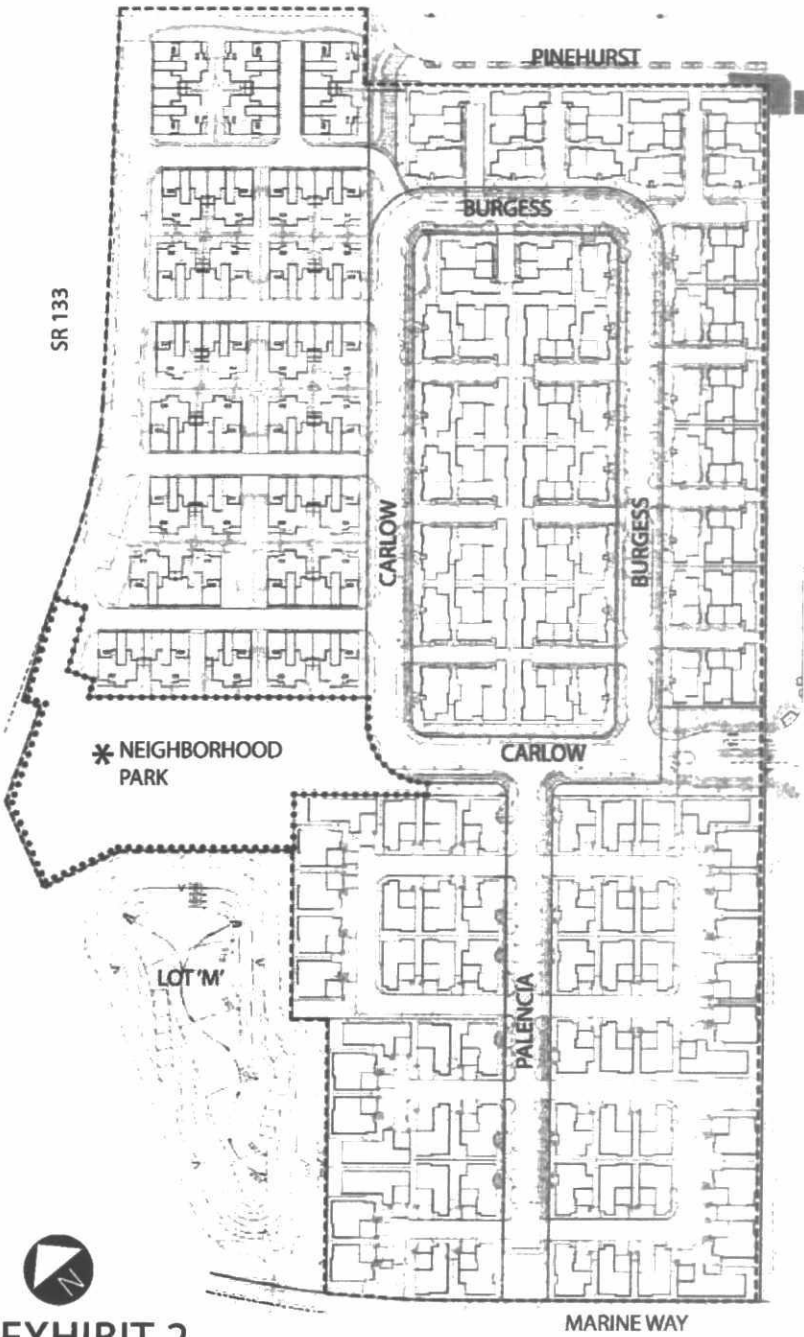 PINEHURST
BURGESS
SR 133
CARLOW
BURGESS
CARLOW
* NEIGHBORHOOD
PARK
LOT 'M'
PALENCIA
N
EXHIBIT 2
MARINE WAY